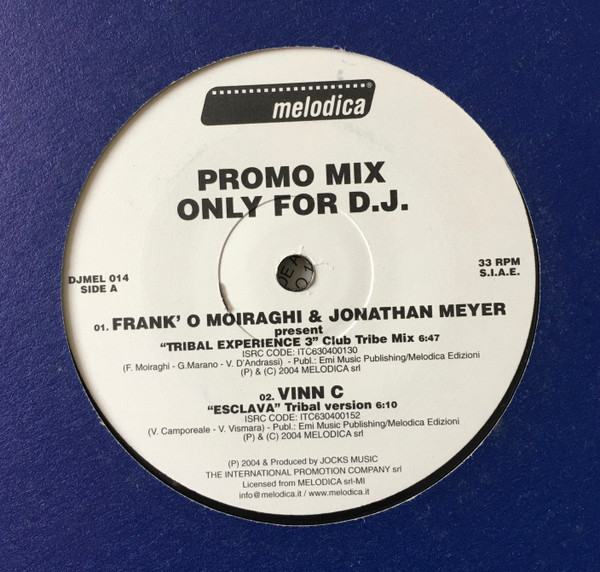 melodica®
PROMO MIX
ONLY FOR D.J.
DJMEL 014
SIDE A
33 RPM
S.I.A.E.
01. FRANK' O MOIRAGHI & JONATHAN MEYER
present
"TRIBAL EXPERIENCE 3" Club Tribe Mix 6:47
ISRC CODE: ITC630400130
(F. Moiraghi - G.Marano - V. D'Andrassi) - Publ.: Emi Music Publishing/Melodica Edizioni
(P) & (C) 2004 MELODICA srl
02. VINN C
"ESCLAVA" Tribal version 6:10
ISRC CODE: ITC630400152
(V. Camporeale - V. Vismara) - Publ.: Emi Music Publishing/Melodica Edizioni
(P) & (C) 2004 MELODICA srl
(P) 2004 & Produced by JOCKS MUSIC
THE INTERNATIONAL PROMOTION COMPANY srl
Licensed from MELODICA srl-MI
info@melodica.it / www.melodica.it